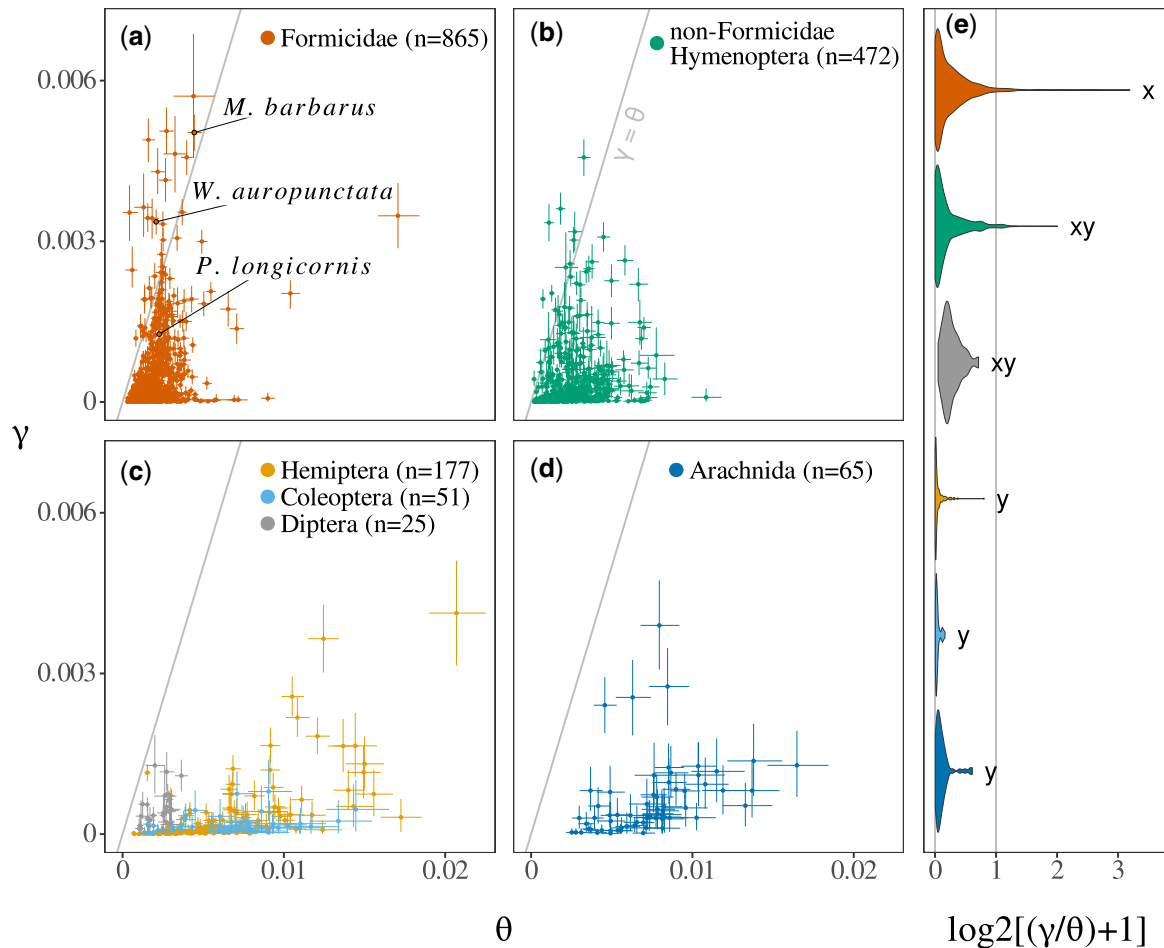 (a)
Formicidae (n=865)
M. barbarus
W. auropunctata
P. longicornis
0.006
0.003
0
(b)
non-Formicidae
Hymenoptera (n=472)
γ = θ
(e)
x
xy
xy
y
y
y
γ
(c)
Hemiptera (n=177)
Coleoptera (n=51)
Diptera (n=25)
0.006
0.003
0
(d)
Arachnida (n=65)
0 0.01 0.02
0 0.01 0.02
0 1 2 3
θ
log2[(γ/θ)+1]